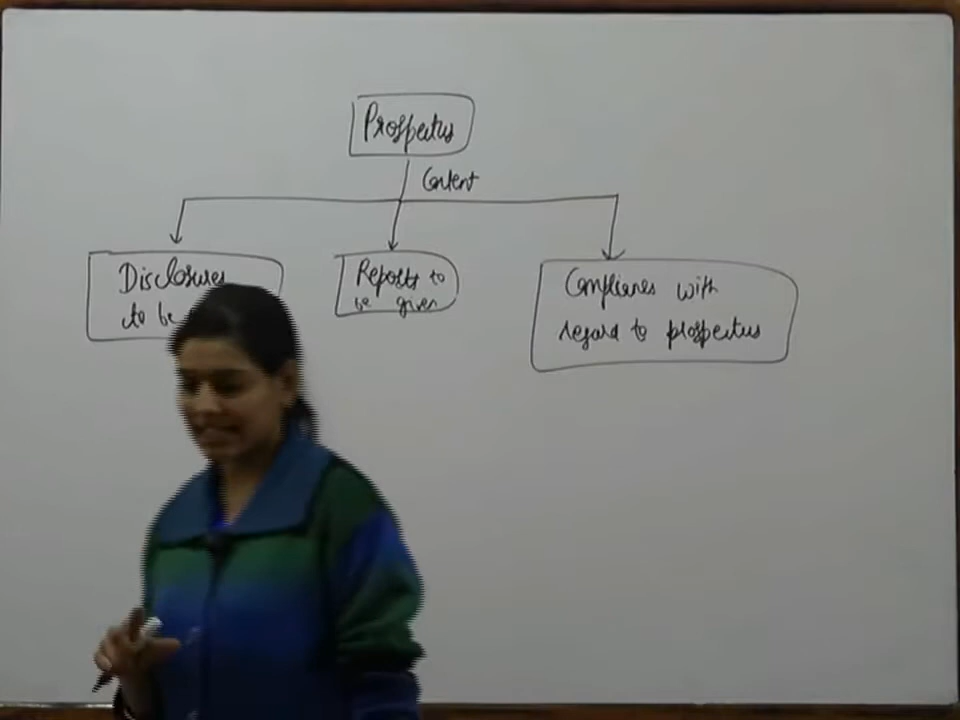 Prospectus
Content
Disclosures
to be
Reports to
be given
Compliances with
regard to prospectus